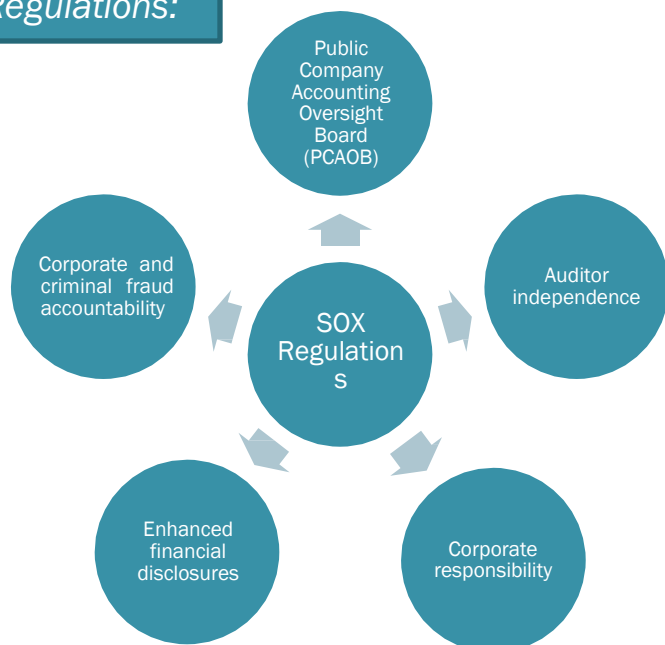 Regulations:
Public
Company
Accounting
Oversight
Board
(PCAOB)
Corporate and
criminal fraud
accountability
Auditor
independence
SOX
Regulation
s
Enhanced
financial
disclosures
Corporate
responsibility